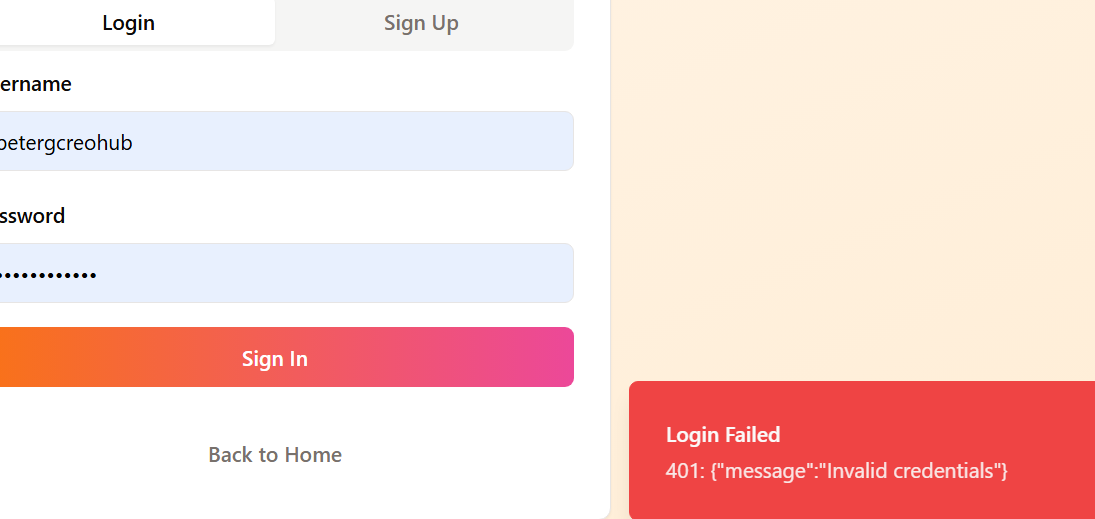 Login
Sign Up
ername
petergcreohub
ssword
••••••••••••
Sign In
Back to Home
Login Failed
401: {"message":"Invalid credentials"}